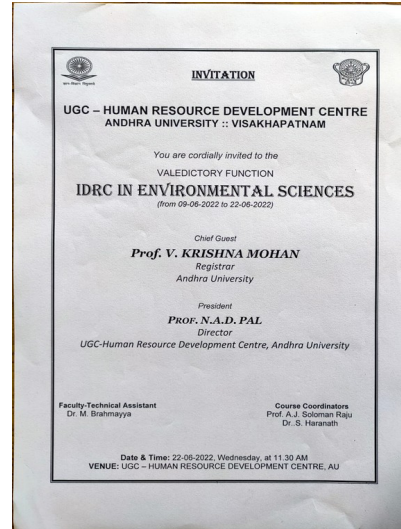 INVITATION
UGC – HUMAN RESOURCE DEVELOPMENT CENTRE
ANDHRA UNIVERSITY :: VISAKHAPATNAM
You are cordially invited to the
VALEDICTORY FUNCTION
IDRC IN ENVIRONMENTAL SCIENCES
(from 09-06-2022 to 22-06-2022)
Chief Guest
Prof. V. KRISHNA MOHAN
Registrar
Andhra University
President
PROF. N.A.D. PAL
Director
UGC-Human Resource Development Centre, Andhra University
Faculty-Technical Assistant
Dr. M. Brahmayya
Course Coordinators
Prof. A.J. Soloman Raju
Dr..S. Haranath
Date & Time: 22-06-2022, Wednesday, at 11.30 AM
VENUE: UGC – HUMAN RESOURCE DEVELOPMENT CENTRE, AU